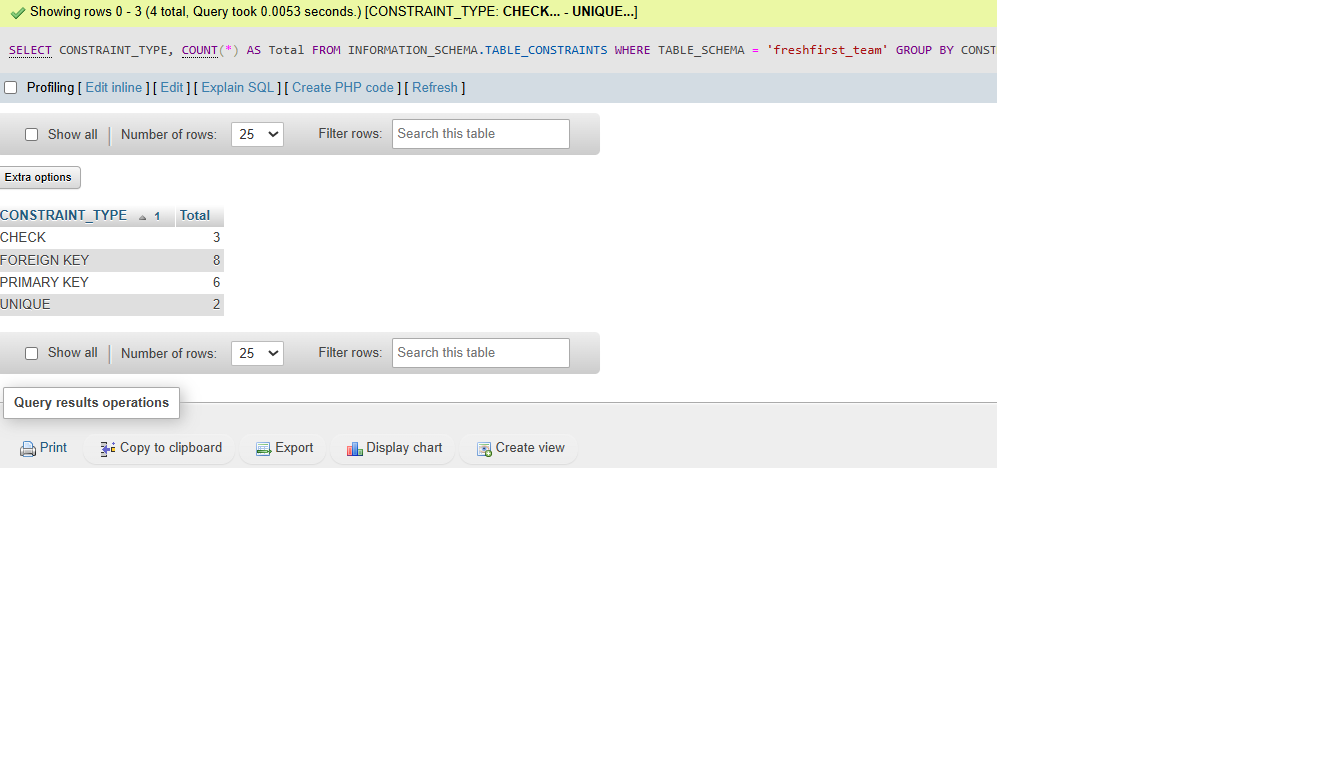 Showing rows 0 - 3 (4 total, Query took 0.0053 seconds.) [CONSTRAINT_TYPE: CHECK... - UNIQUE...]
SELECT CONSTRAINT_TYPE, COUNT(*) AS Total FROM INFORMATION_SCHEMA.TABLE_CONSTRAINTS WHERE TABLE_SCHEMA = 'freshfirst_team' GROUP BY CONST
Profiling [ Edit inline ] [ Edit ] [ Explain SQL ] [ Create PHP code ] [ Refresh ]
Show all Number of rows: 25 Filter rows: Search this table
Extra options
CONSTRAINT_TYPE 1 Total
CHECK 3
FOREIGN KEY 8
PRIMARY KEY 6
UNIQUE 2
Show all Number of rows: 25 Filter rows: Search this table
Query results operations
Print Copy to clipboard Export Display chart Create view